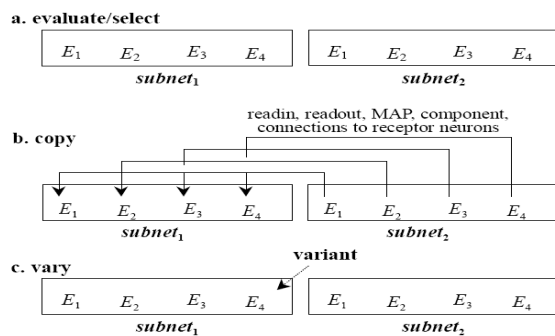 a. evaluate/select
E1 E2 E3 E4 E1 E2 E3 E4
subnet1 subnet2
readin, readout, MAP, component,
connections to receptor neurons
b. copy
E1 E2 E3 E4 E1 E2 E3 E4
subnet1 subnet2
variant
c. vary
E1 E2 E3 E4 E1 E2 E3 E4
subnet1 subnet2